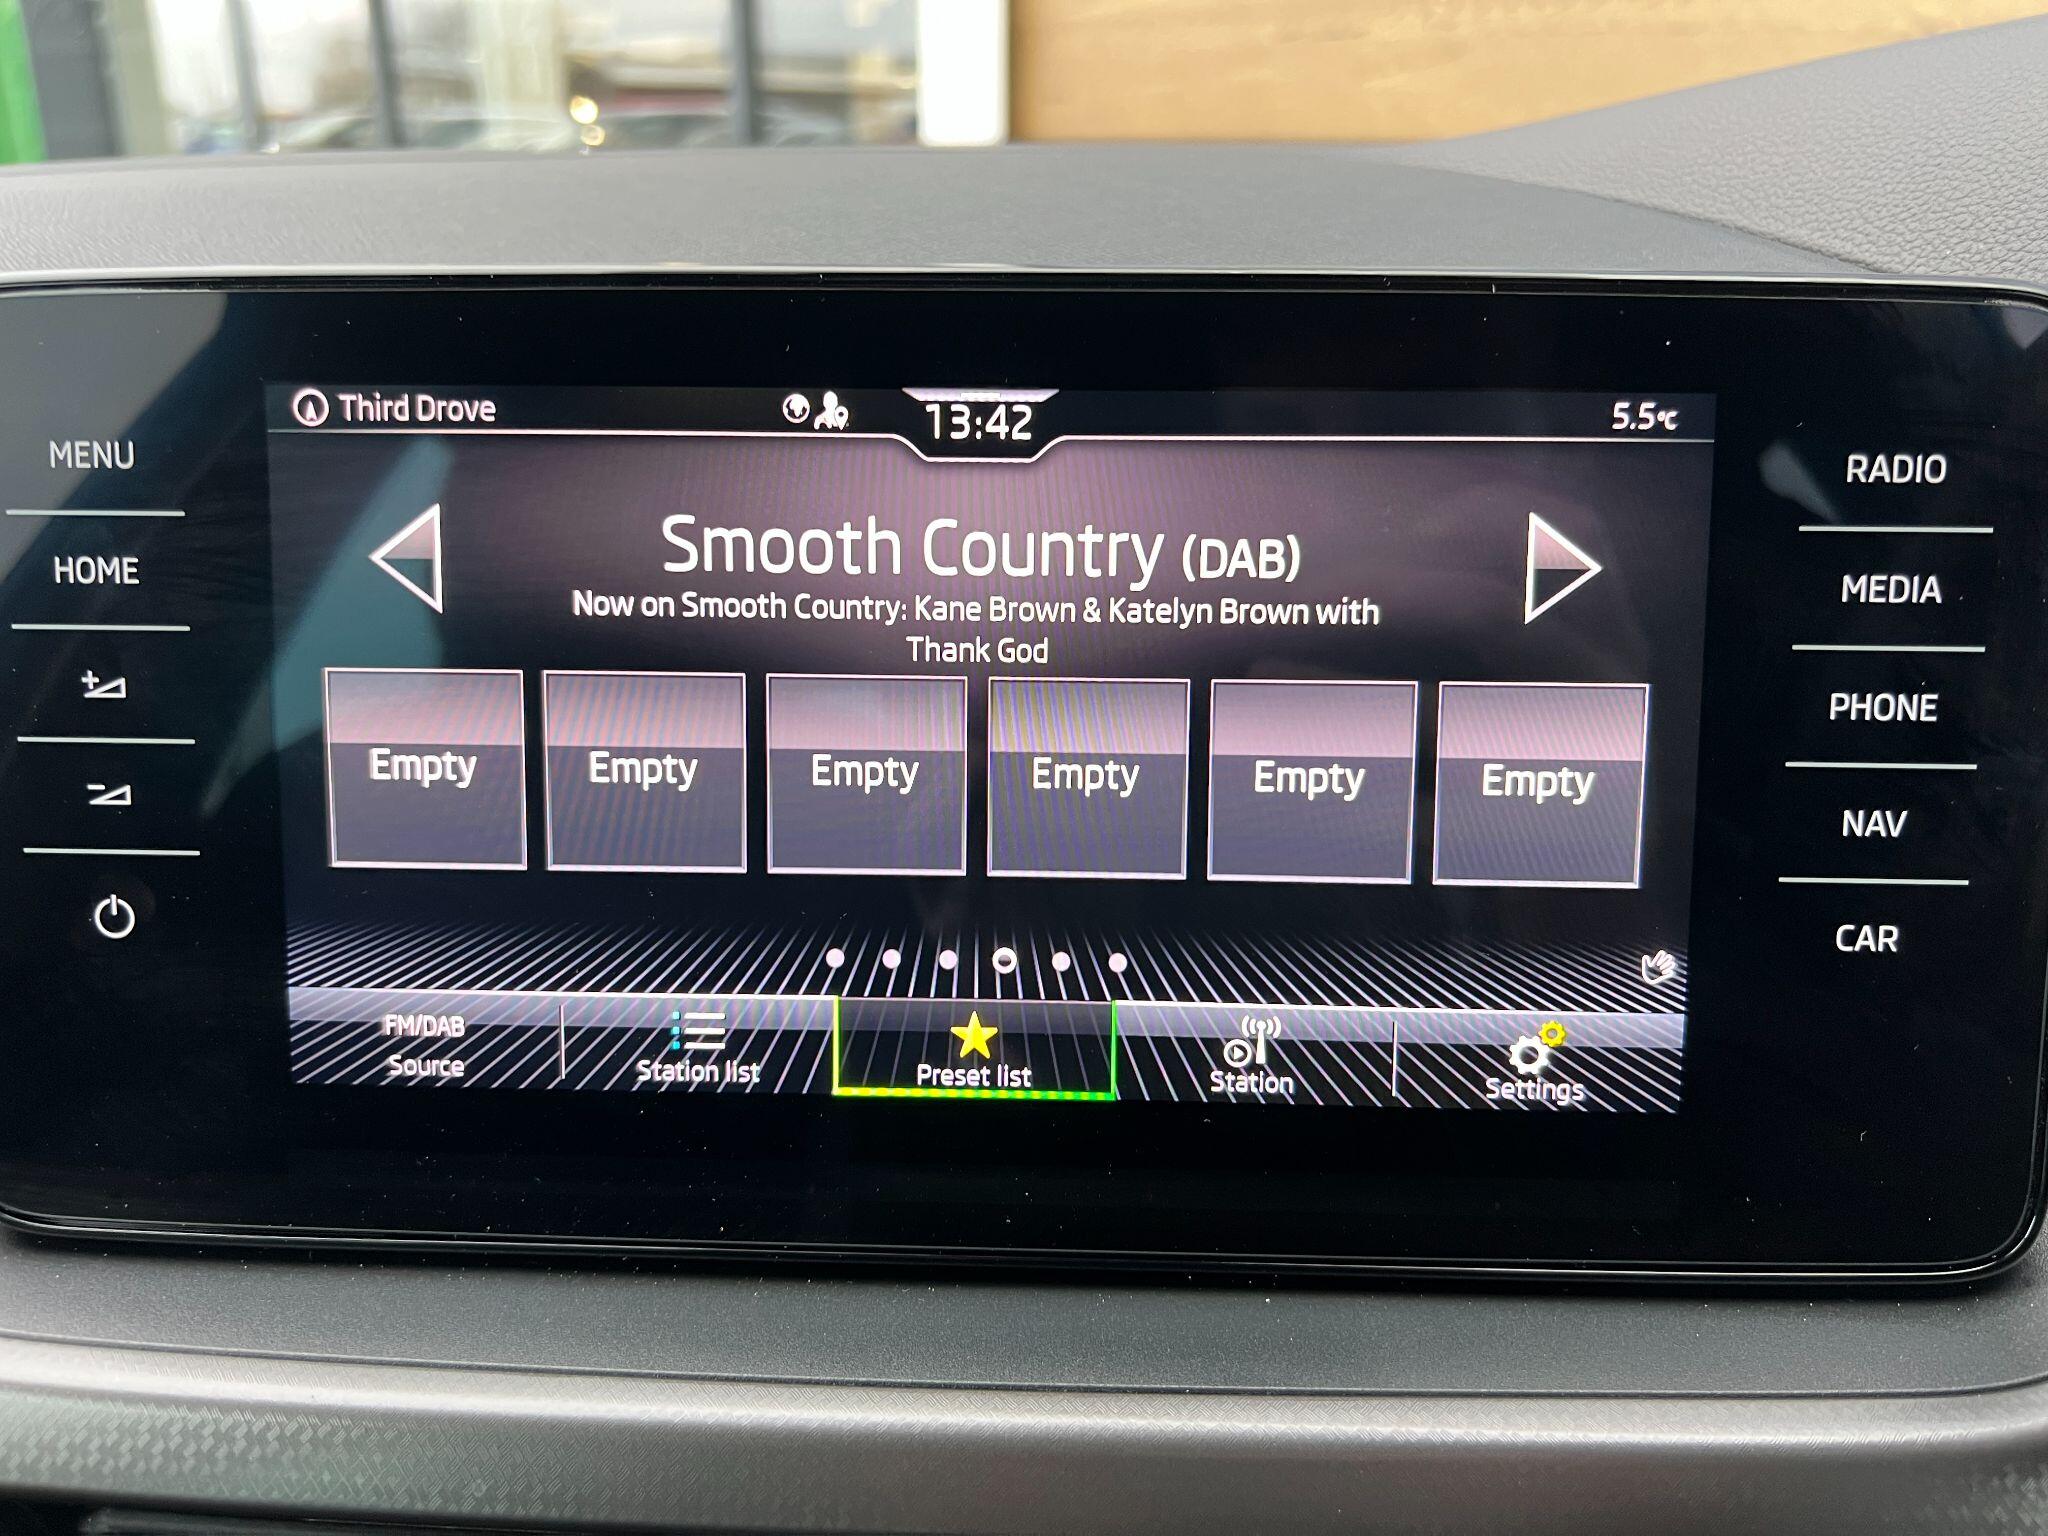 Third Drove
13:42
5.5°C
MENU
HOME
RADIO
MEDIA
PHONE
NAV
CAR
Smooth Country (DAB)
Now on Smooth Country: Kane Brown & Katelyn Brown with
Thank God
Empty Empty Empty Empty Empty Empty
FM/DAB
Source
Station list
Preset list
Station
Settings